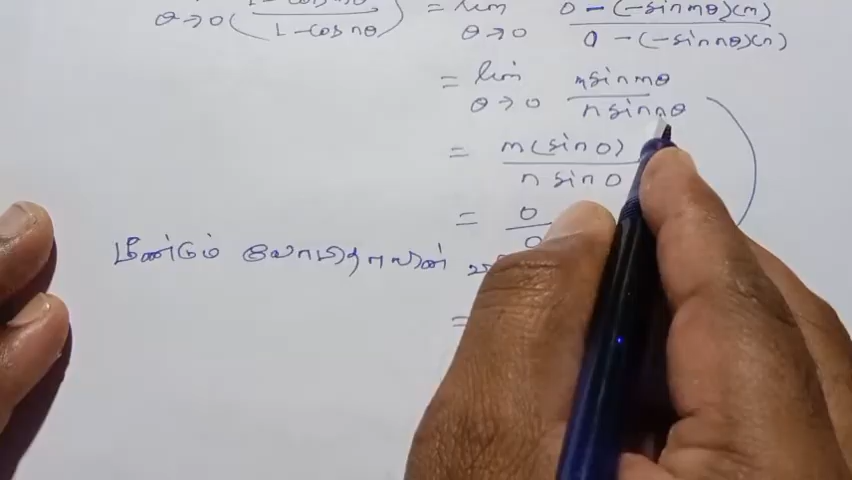 θ→0 ( / 1-cos nθ ) = lim θ→0 0-(-sin mθ)(m) / 0-(-sin nθ)(n)
= lim θ→0 m sin mθ / n sin nθ
= m (sin 0) / n sin 0
= 0 / 0
மீண்டும் லோபிதாலின்
=